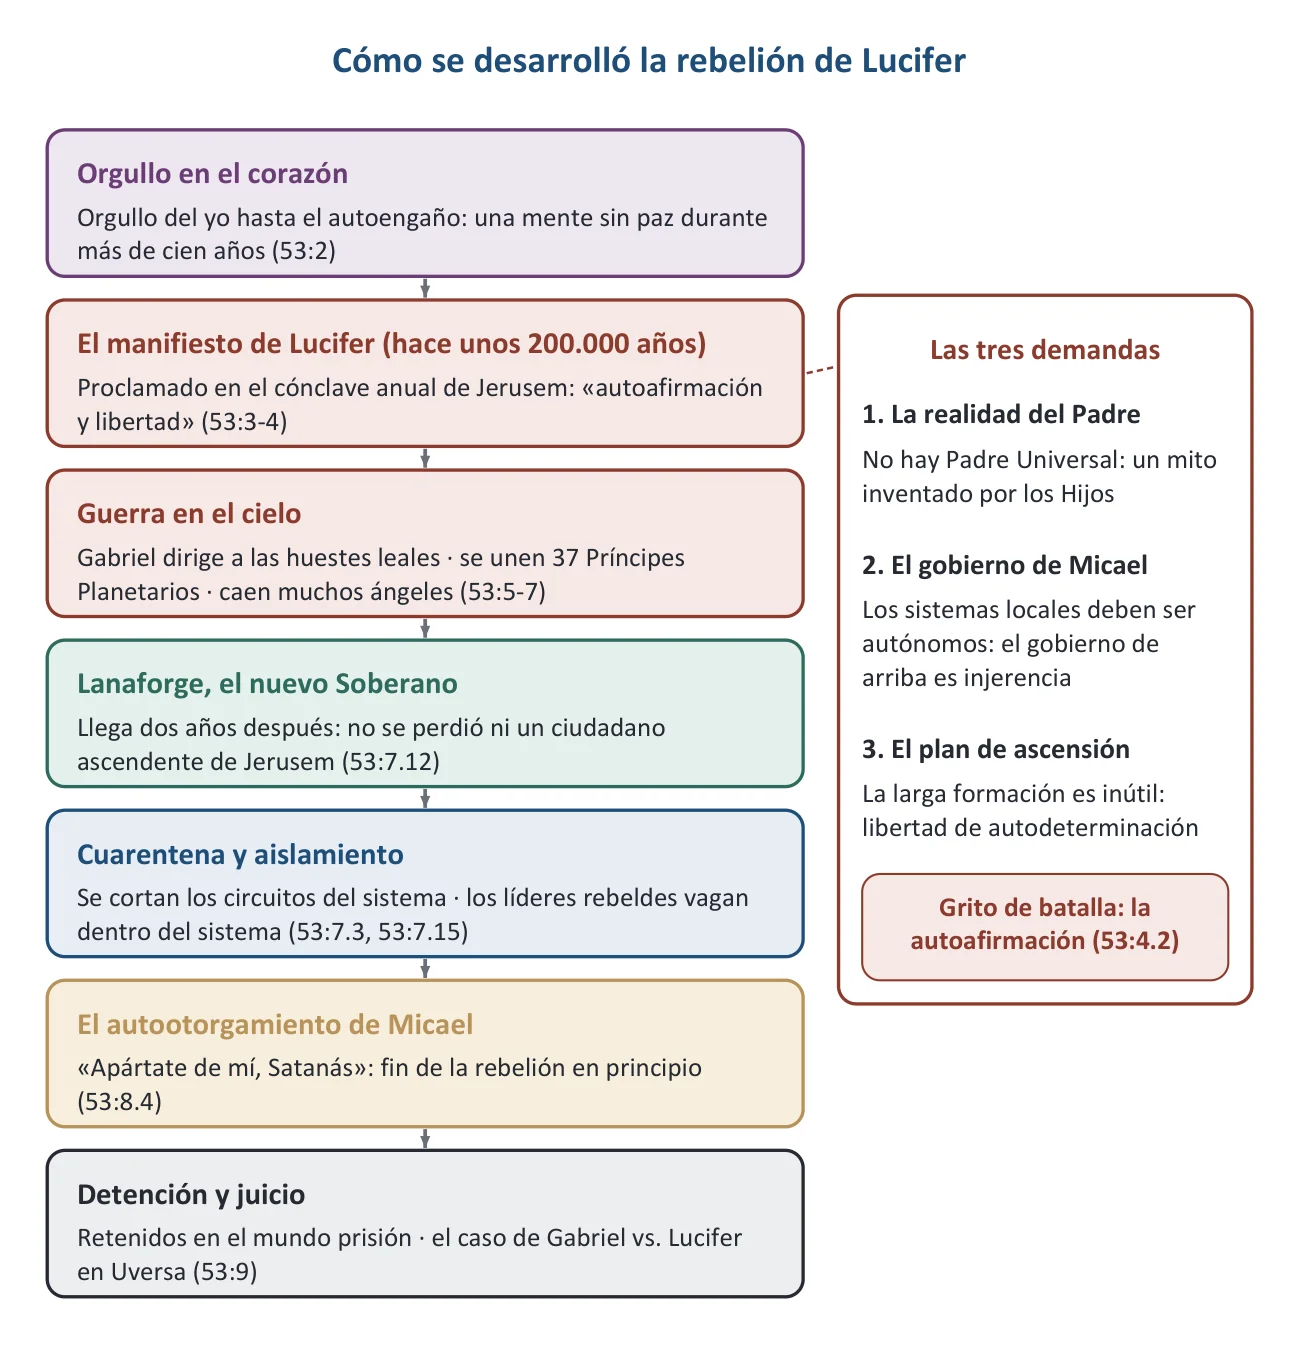 Cómo se desarrolló la rebelión de Lucifer
Orgullo en el corazón
Orgullo del yo hasta el autoengaño: una mente sin paz durante
más de cien años (53:2)
El manifiesto de Lucifer (hace unos 200.000 años)
Proclamado en el cónclave anual de Jerusem: «autoafirmación
y libertad» (53:3-4)
Guerra en el cielo
Gabriel dirige a las huestes leales · se unen 37 Príncipes
Planetarios · caen muchos ángeles (53:5-7)
Lanaforge, el nuevo Soberano
Llega dos años después: no se perdió ni un ciudadano
ascendente de Jerusem (53:7.12)
Cuarentena y aislamiento
Se cortan los circuitos del sistema · los líderes rebeldes vagan
dentro del sistema (53:7.3, 53:7.15)
El autootorgamiento de Micael
«Apártate de mí, Satanás»: fin de la rebelión en principio
(53:8.4)
Detención y juicio
Retenidos en el mundo prisión · el caso de Gabriel vs. Lucifer
en Uversa (53:9)
Las tres demandas
1. La realidad del Padre
No hay Padre Universal: un mito
inventado por los Hijos
2. El gobierno de Micael
Los sistemas locales deben ser
autónomos: el gobierno de
arriba es injerencia
3. El plan de ascensión
La larga formación es inútil:
libertad de autodeterminación
Grito de batalla: la
autoafirmación (53:4.2)